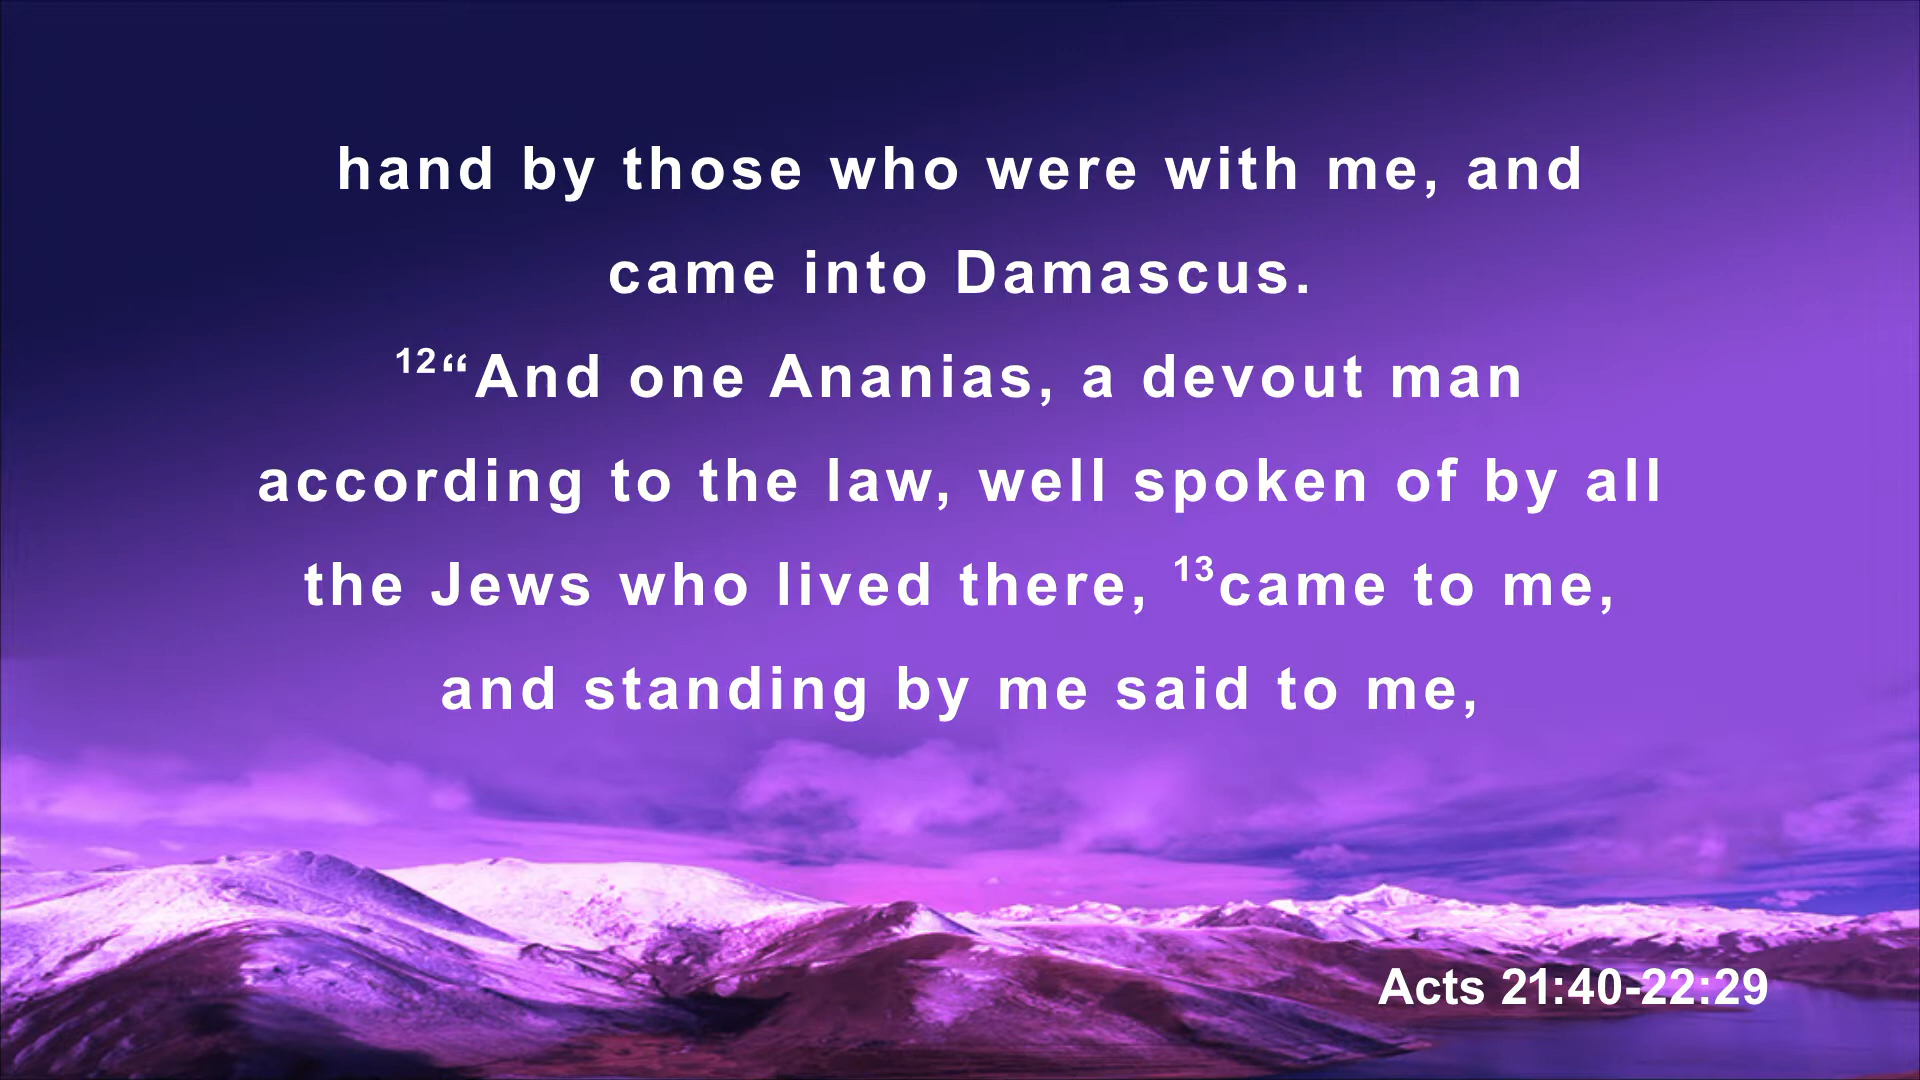 hand by those who were with me, and
came into Damascus.
12“And one Ananias, a devout man
according to the law, well spoken of by all
the Jews who lived there, 13came to me,
and standing by me said to me,
Acts 21:40-22:29